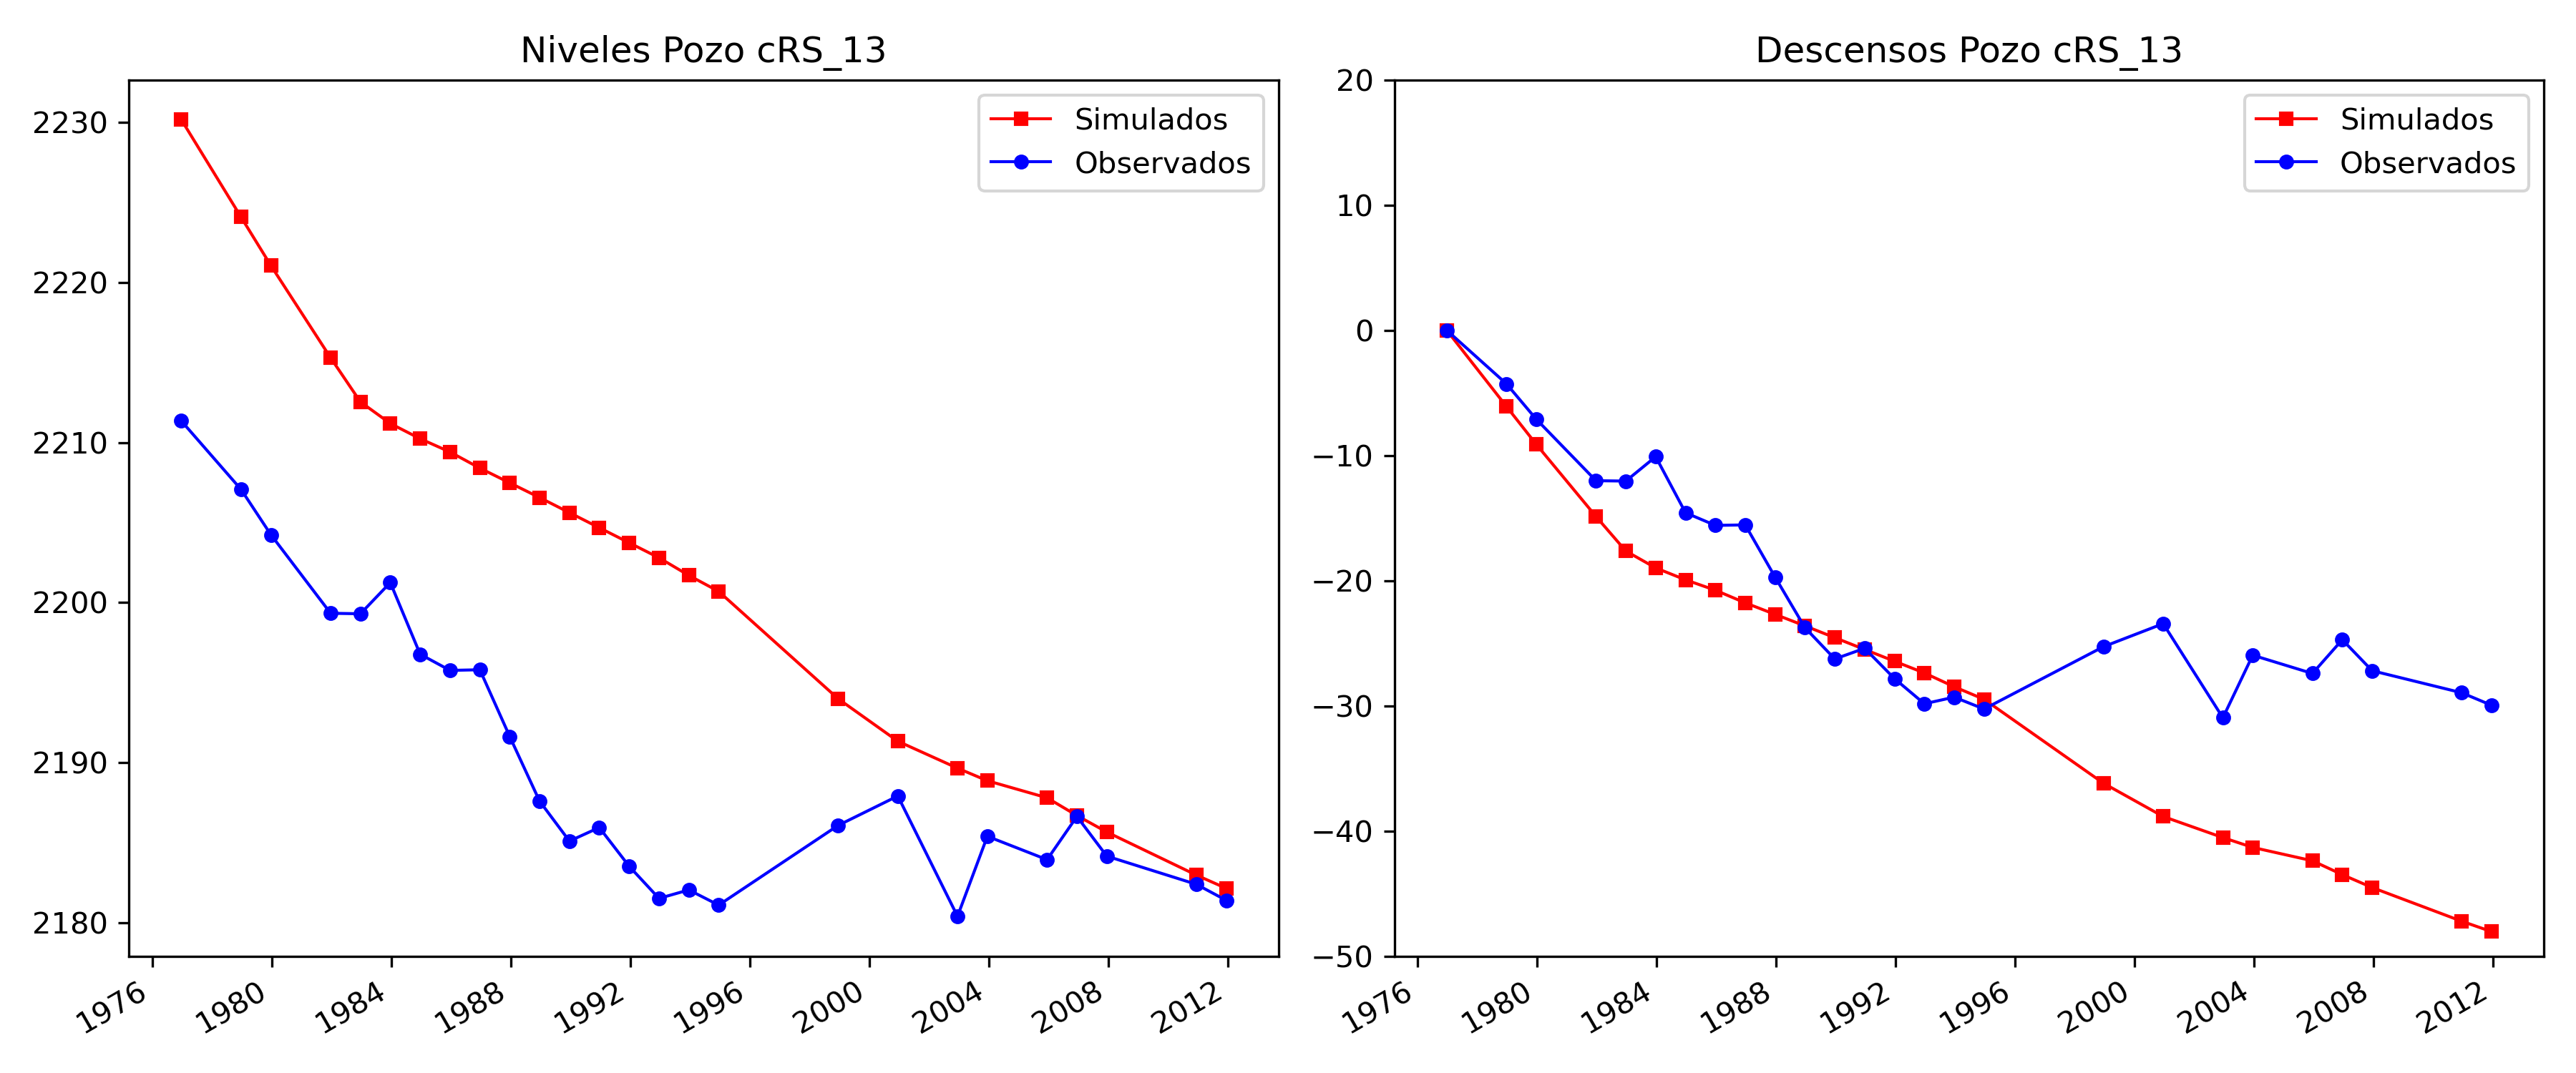 Niveles Pozo cRS_13
Simulados
Observados
2230
2220
2210
2200
2190
2180
1976 1980 1984 1988 1992 1996 2000 2004 2008 2012
Descensos Pozo cRS_13
Simulados
Observados
20
10
0
−10
−20
−30
−40
−50
1976 1980 1984 1988 1992 1996 2000 2004 2008 2012